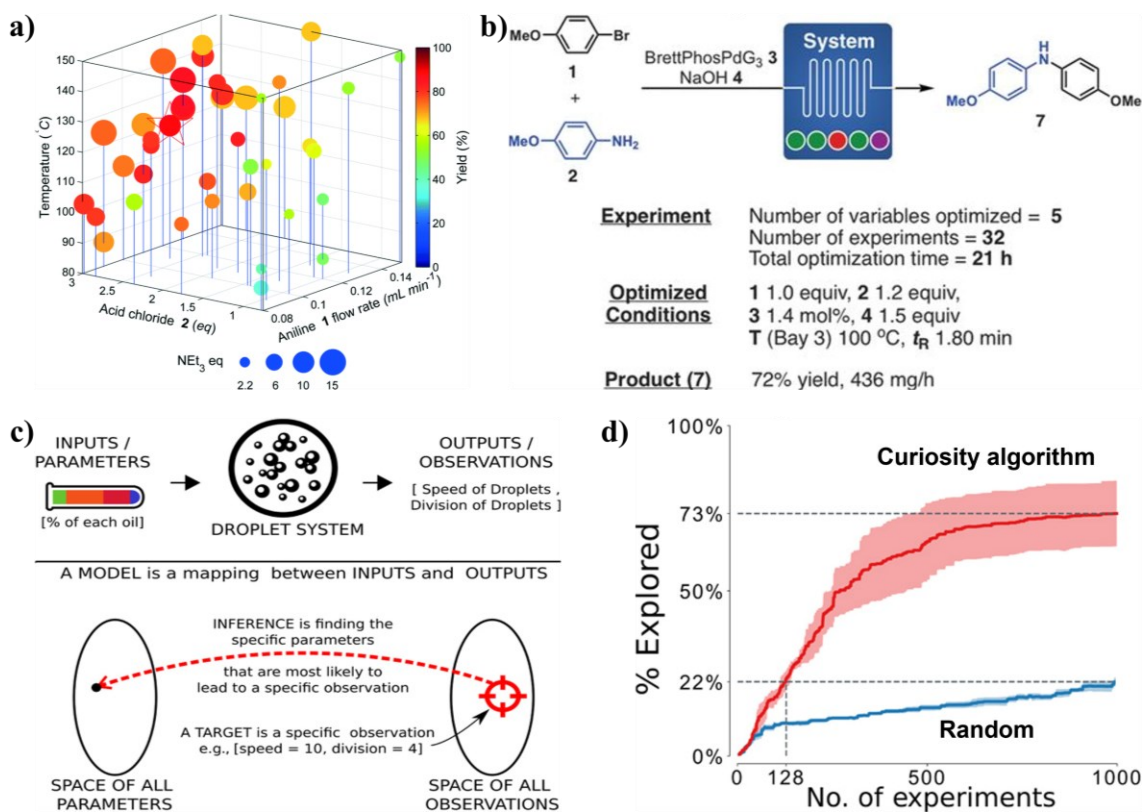 a)
150
140
130
120
110
100
90
80
Temperature (°C)
3
2.5
2
1.5
1
Acid chloride 2 (eq)
0.08
0.1
0.12
0.14
Aniline 1 flow rate (mL min-1)
100
80
60
40
20
0
Yield (%)
NEt3 eq
2.2 6 10 15
b)
MeO Br
1
+
MeO NH2
2
BrettPhosPdG3 3
NaOH 4
System
H
N
MeO OMe
7
Experiment Number of variables optimized = 5
Number of experiments = 32
Total optimization time = 21 h
Optimized 1 1.0 equiv, 2 1.2 equiv,
Conditions 3 1.4 mol%, 4 1.5 equiv
T (Bay 3) 100 °C, tR 1.80 min
Product (7) 72% yield, 436 mg/h
c)
INPUTS /
PARAMETERS
[% of each oil]
DROPLET SYSTEM
OUTPUTS /
OBSERVATIONS
[ Speed of Droplets ,
Division of Droplets ]
A MODEL is a mapping between INPUTS and OUTPUTS
INFERENCE is finding the
specific parameters
that are most likely to
lead to a specific observation
A TARGET is a specific observation
e.g., [speed = 10, division = 4]
SPACE OF ALL
PARAMETERS
SPACE OF ALL
OBSERVATIONS
d)
100%
73%
50%
22%
0%
% Explored
Curiosity algorithm
Random
0 128 500 1000
No. of experiments